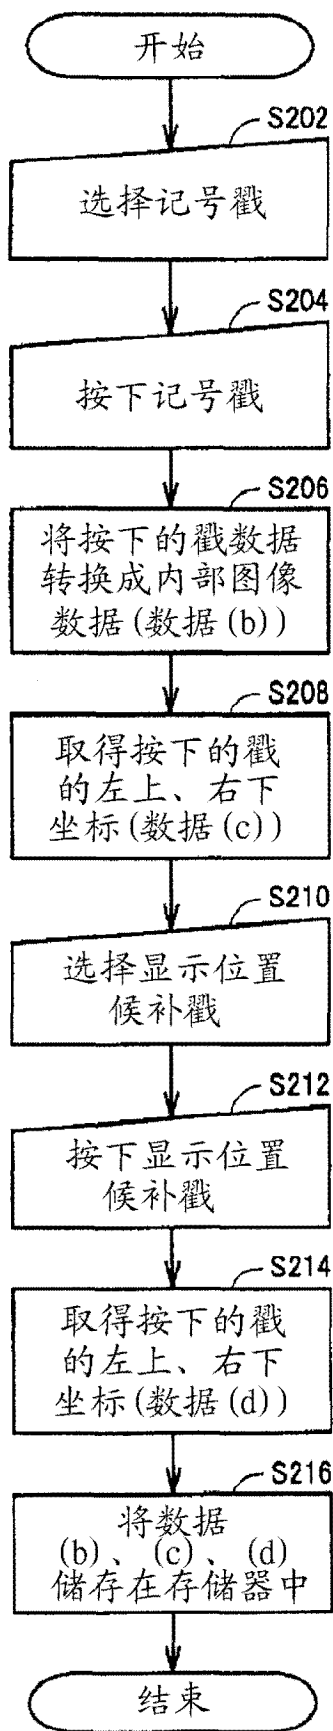 开始
S202
选择记号戳
S204
按下记号戳
S206
将按下的戳数据
转换成内部图像
数据(数据(b))
S208
取得按下的戳
的左上、右下
坐标(数据(c))
S210
选择显示位置
候补戳
S212
按下显示位置
候补戳
S214
取得按下的戳
的左上、右下
坐标(数据(d))
S216
将数据
(b)、(c)、(d)
储存在存储器中
结束